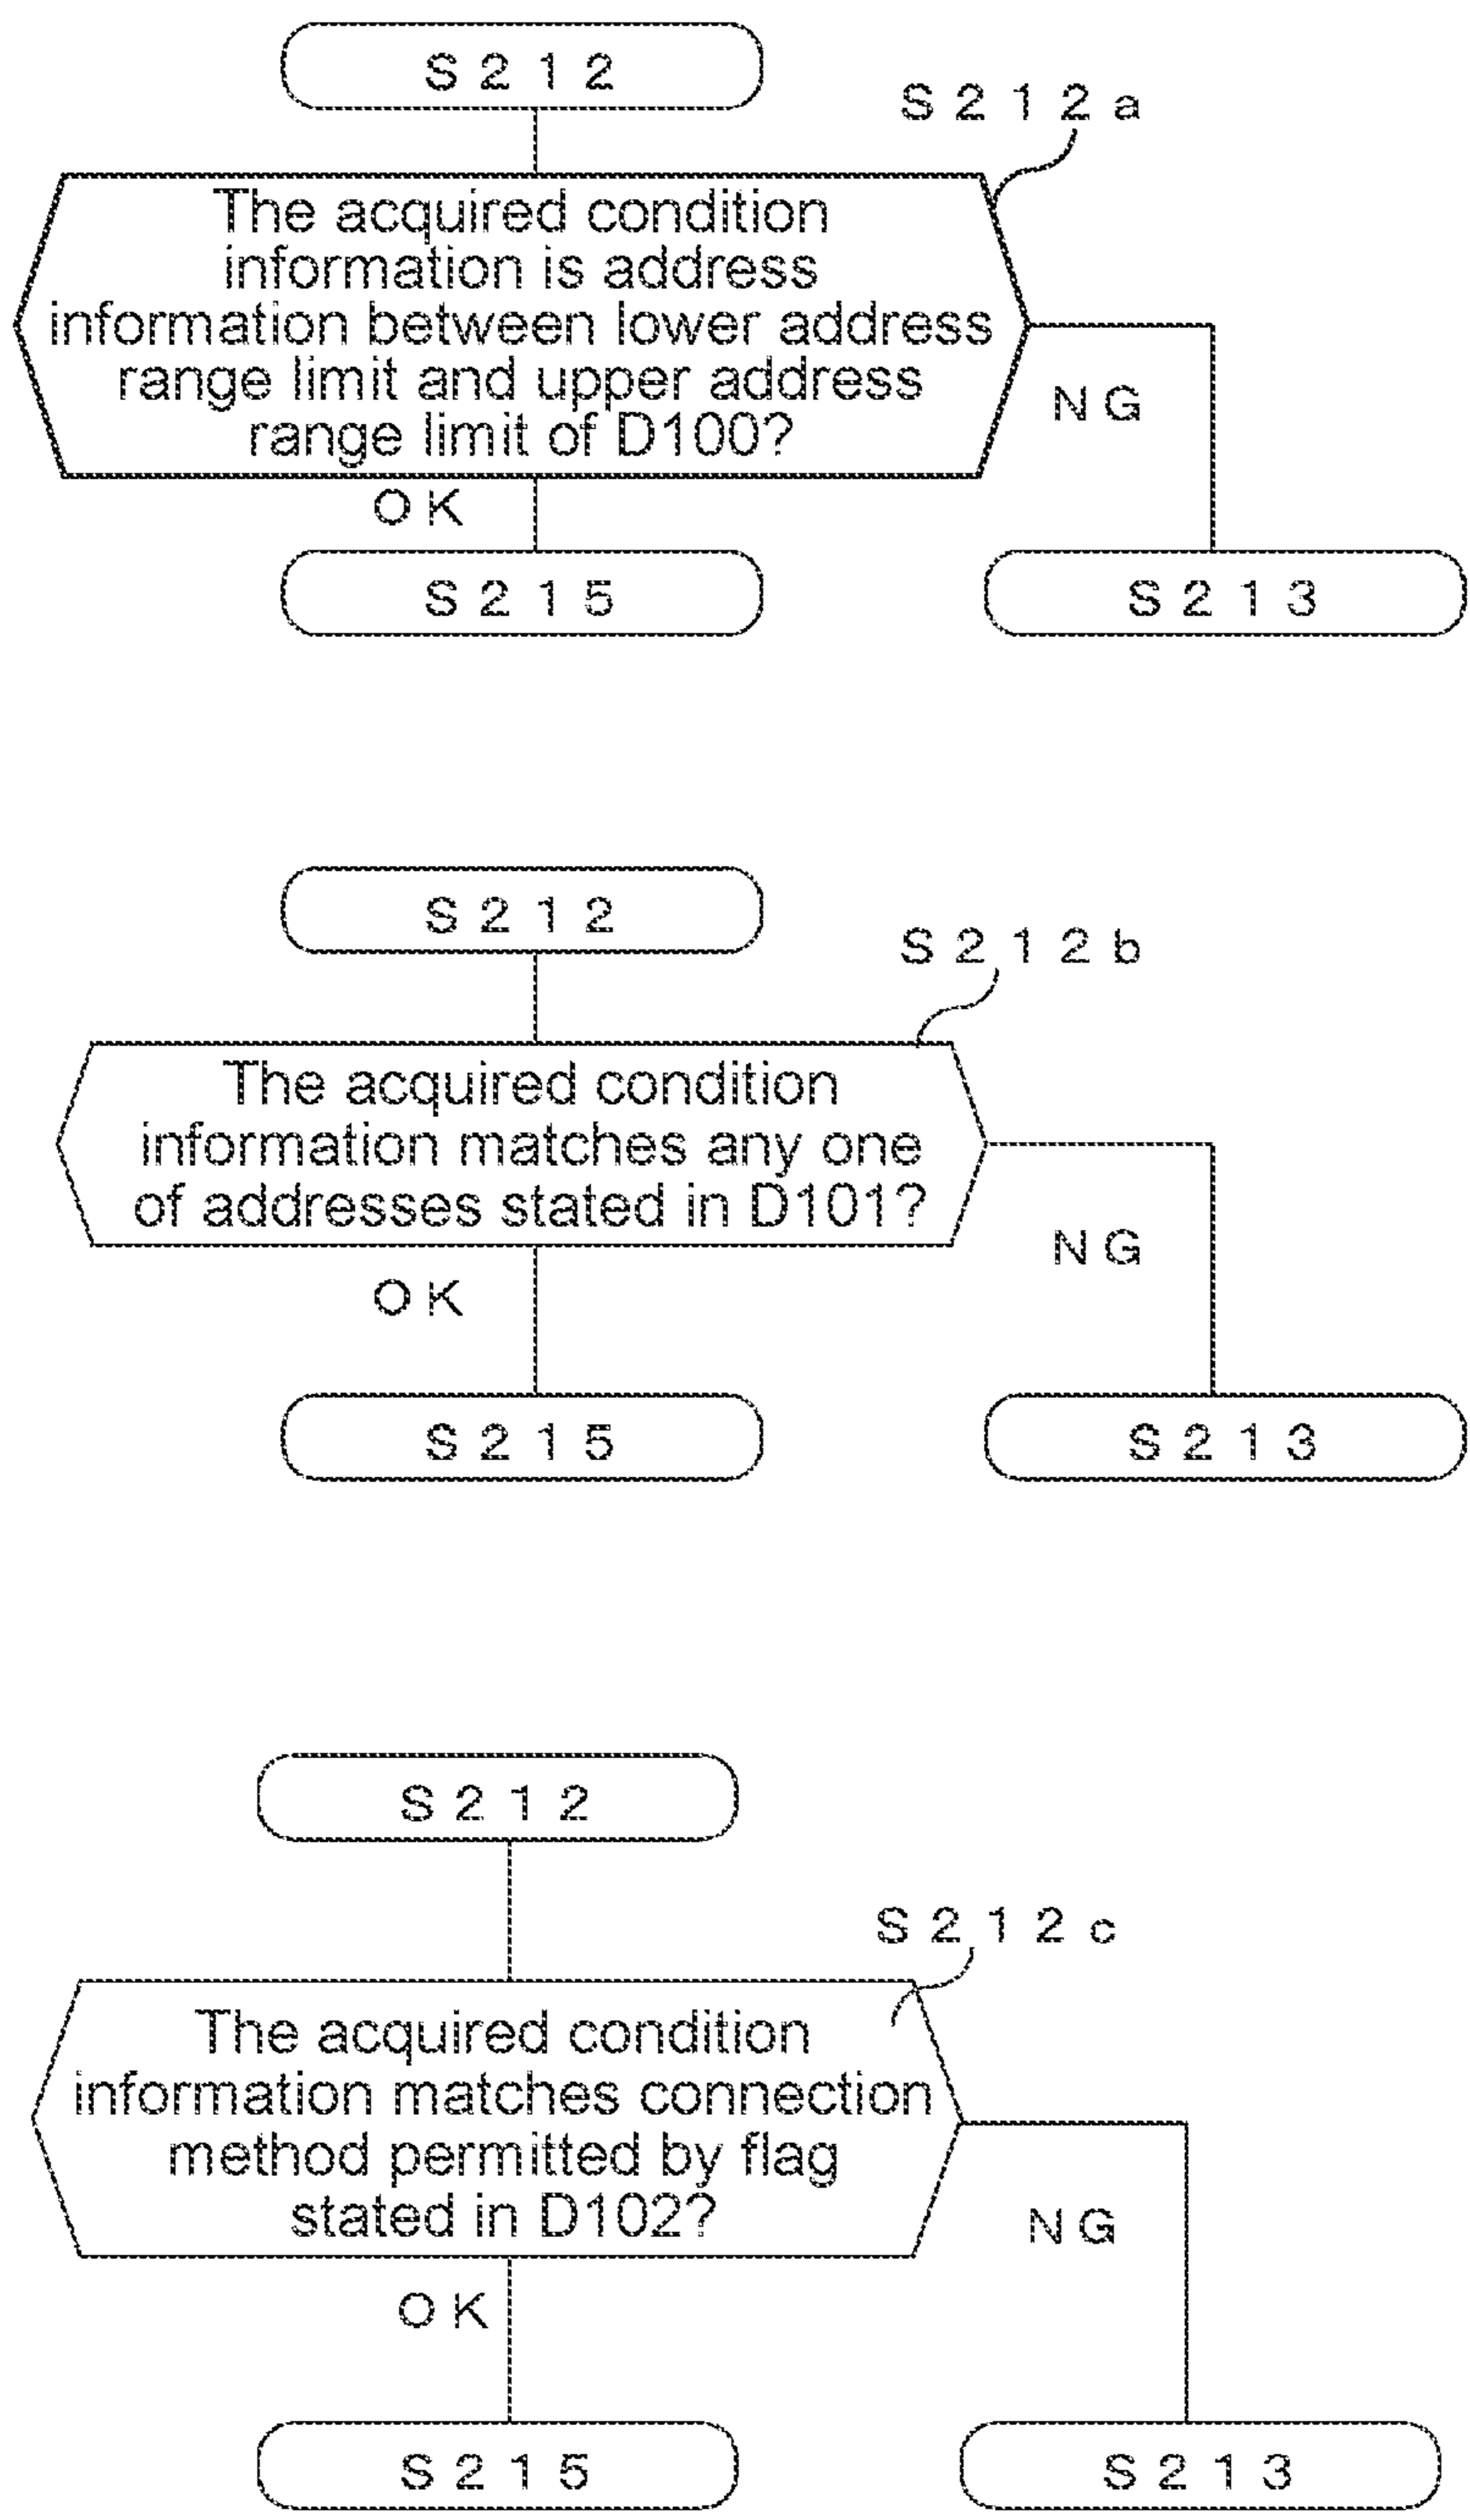 S212
S212a
The acquired condition
information is address
information between lower address
range limit and upper address
range limit of D100?
NG
OK
S215
S213
S212
S212b
The acquired condition
information matches any one
of addresses stated in D101?
NG
OK
S215
S213
S212
S212c
The acquired condition
information matches connection
method permitted by flag
stated in D102?
NG
OK
S215
S213